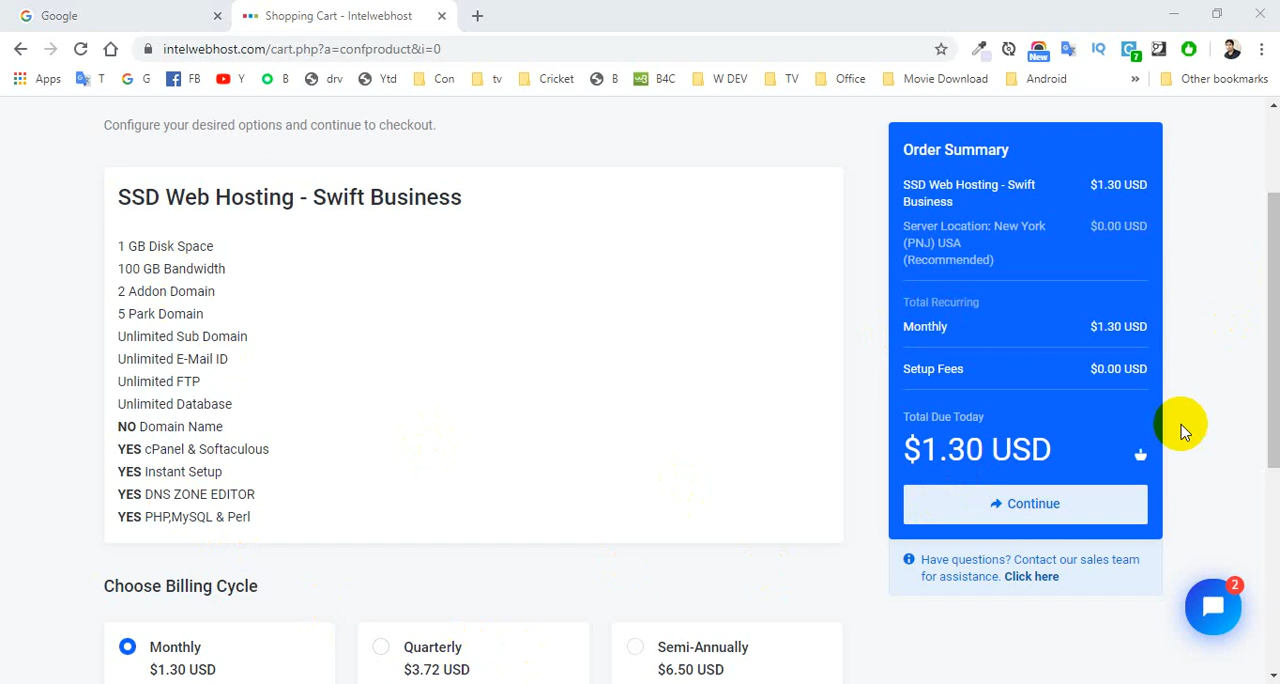 Google
Shopping Cart - Intelwebhost
intelwebhost.com/cart.php?a=confproduct&i=0
New
IQ
7
Apps
T
G
FB
Y
B
drv
Ytd
Con
tv
Cricket
B
B4C
W DEV
TV
Office
Movie Download
Android
»
Other bookmarks
Configure your desired options and continue to checkout.
SSD Web Hosting - Swift Business
1 GB Disk Space
100 GB Bandwidth
2 Addon Domain
5 Park Domain
Unlimited Sub Domain
Unlimited E-Mail ID
Unlimited FTP
Unlimited Database
NO Domain Name
YES cPanel & Softaculous
YES Instant Setup
YES DNS ZONE EDITOR
YES PHP,MySQL & Perl
Choose Billing Cycle
Monthly
$1.30 USD
Quarterly
$3.72 USD
Semi-Annually
$6.50 USD
Order Summary
SSD Web Hosting - Swift $1.30 USD
Business
Server Location: New York $0.00 USD
(PNJ) USA
(Recommended)
Total Recurring
Monthly $1.30 USD
Setup Fees $0.00 USD
Total Due Today
$1.30 USD
Continue
Have questions? Contact our sales team
for assistance. Click here
2